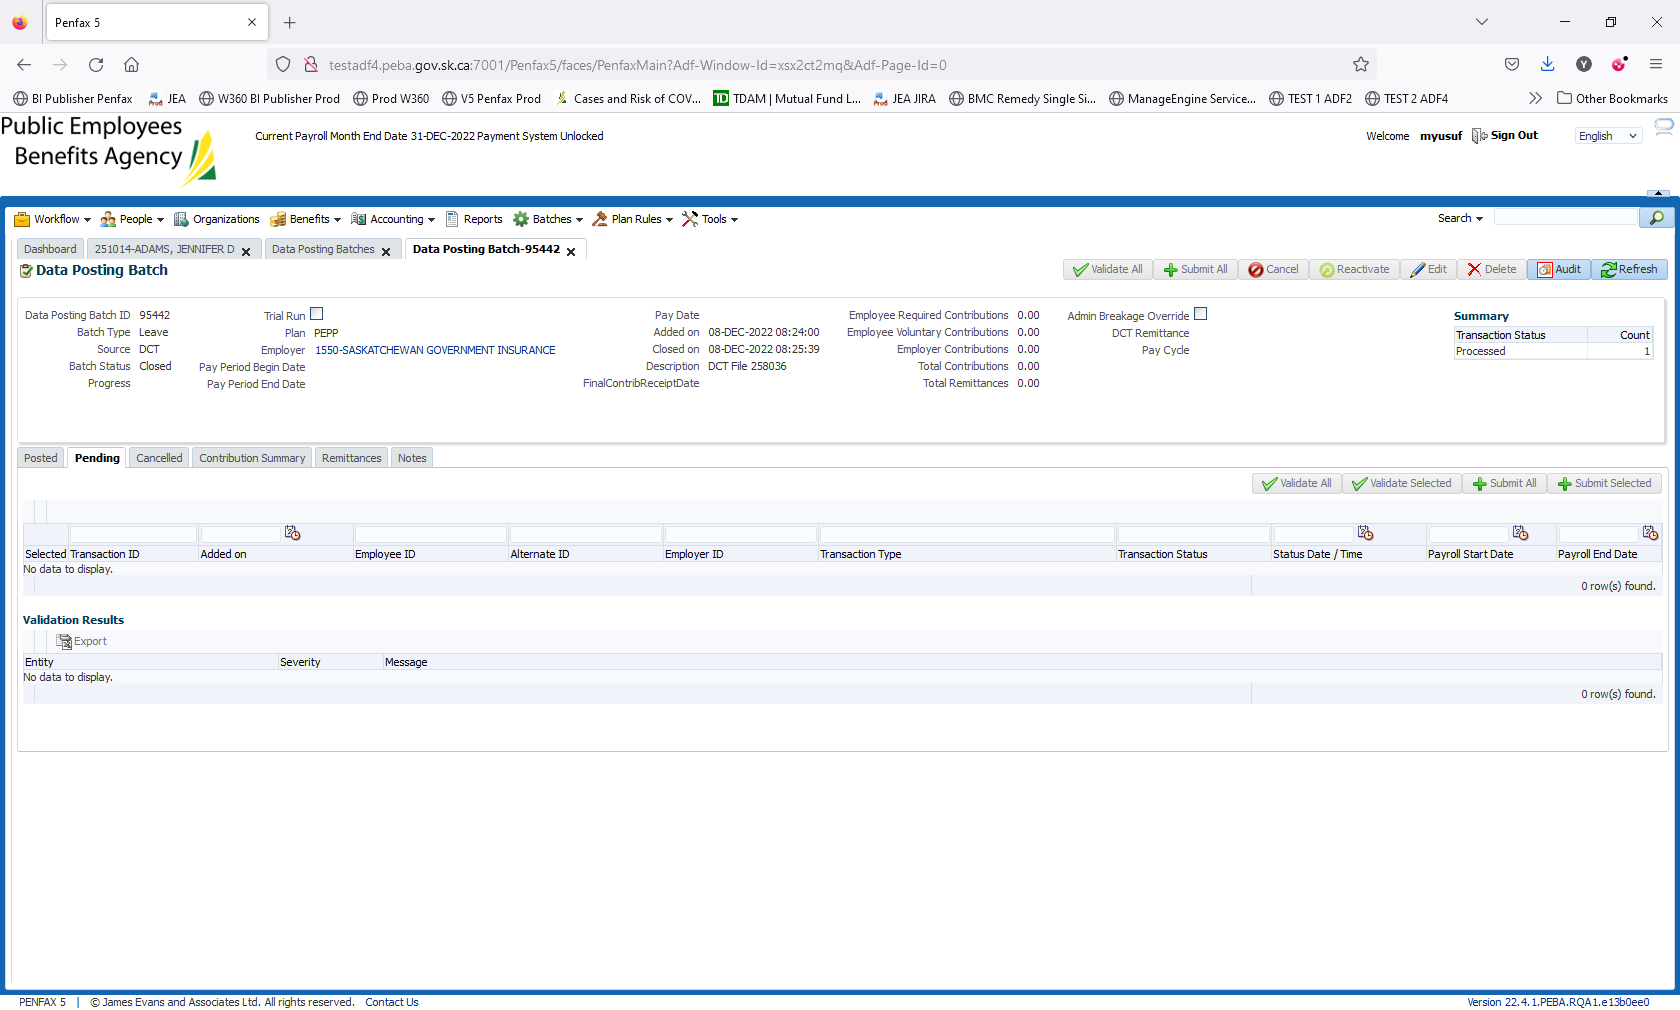 Penfax 5
testadf4.peba.gov.sk.ca:7001/Penfax5/faces/PenfaxMain?Adf-Window-Id=xsx2ct2mq&Adf-Page-Id=0
BI Publisher Penfax JEA W360 BI Publisher Prod Prod W360 V5 Penfax Prod Cases and Risk of COV... TD TDAM | Mutual Fund L... JEA JIRA BMC Remedy Single Si... ManageEngine Service... TEST 1 ADF2 TEST 2 ADF4 Other Bookmarks
Public Employees
Benefits Agency
Current Payroll Month End Date 31-DEC-2022 Payment System Unlocked
Welcome myusuf Sign Out English
Workflow People Organizations Benefits Accounting Reports Batches Plan Rules Tools Search
Dashboard 251014-ADAMS, JENNIFER D Data Posting Batches Data Posting Batch-95442
Data Posting Batch
Validate All Submit All Cancel Reactivate Edit Delete Audit Refresh
Data Posting Batch ID 95442
Batch Type Leave
Source DCT
Batch Status Closed
Progress
Trial Run
Plan PEPP
Employer 1550-SASKATCHEWAN GOVERNMENT INSURANCE
Pay Period Begin Date
Pay Period End Date
Pay Date
Added on 08-DEC-2022 08:24:00
Closed on 08-DEC-2022 08:25:39
Description DCT File 258036
FinalContribReceiptDate
Employee Required Contributions 0.00
Employee Voluntary Contributions 0.00
Employer Contributions 0.00
Total Contributions 0.00
Total Remittances 0.00
Admin Breakage Override
DCT Remittance
Pay Cycle
Summary
Transaction Status Count
Processed 1
Posted Pending Cancelled Contribution Summary Remittances Notes
Validate All Validate Selected Submit All Submit Selected
Selected Transaction ID Added on Employee ID Alternate ID Employer ID Transaction Type Transaction Status Status Date / Time Payroll Start Date Payroll End Date
No data to display.
0 row(s) found.
Validation Results
Export
Entity Severity Message
No data to display.
0 row(s) found.
PENFAX 5 | © James Evans and Associates Ltd. All rights reserved. Contact Us
Version 22.4.1.PEBA.RQA1.e13b0ee0